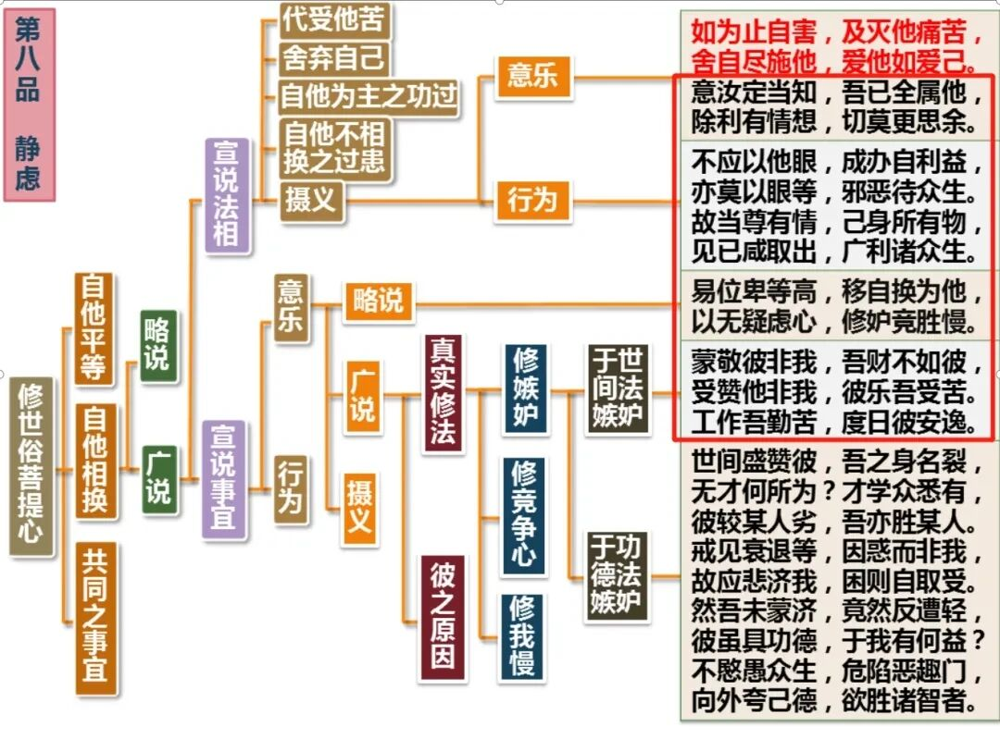 第八品 静虑
修世俗菩提心
自他平等
自他相换
共同之事宜
略说
广说
宣说法相
宣说事宜
代受他苦
舍弃自己
自他为主之功过
自他不相
换之过患
摄义
意乐
行为
意乐
行为
略说
广说
摄义
真实修法
彼之原因
修嫉妒
修竞争心
修我慢
于世
间法
嫉妒
于功
德法
嫉妒
如为止自害，及灭他痛苦，
舍自尽施他，爱他如爱己。
意汝定当知，吾已全属他，
除利有情想，切莫更思余。
不应以他眼，成办自利益，
亦莫以眼等，邪恶待众生。
故当尊有情，己身所有物，
见已咸取出，广利诸众生。
易位卑等高，移自换为他，
以无疑虑心，修妒竞胜慢。
蒙敬彼非我，吾财不如彼，
受赞他非我，彼乐吾受苦。
工作吾勤苦，度日彼安逸。
世间盛赞彼，吾之身名裂，
无才何所为？才学众悉有，
彼较某人劣，吾亦胜某人。
戒见衰退等，因惑而非我，
故应悲济我，困则自取受。
然吾未蒙济，竟然反遭轻，
彼虽具功德，于我有何益？
不愍愚众生，危陷恶趣门，
向外夸己德，欲胜诸智者。